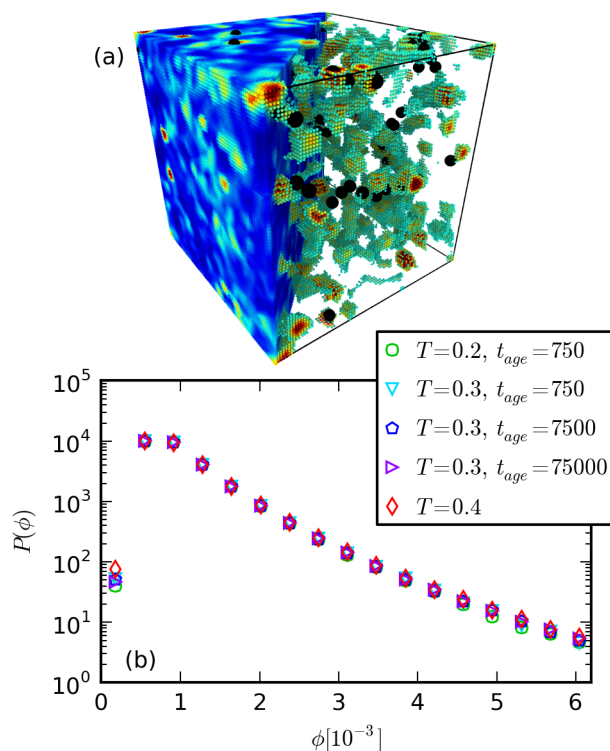 (a)
T=0.2, t_age=750
T=0.3, t_age=750
T=0.3, t_age=7500
T=0.3, t_age=75000
T=0.4
10^5
10^4
10^3
10^2
10^1
10^0
P(ϕ)
(b)
0 1 2 3 4 5 6
ϕ[10^-3]